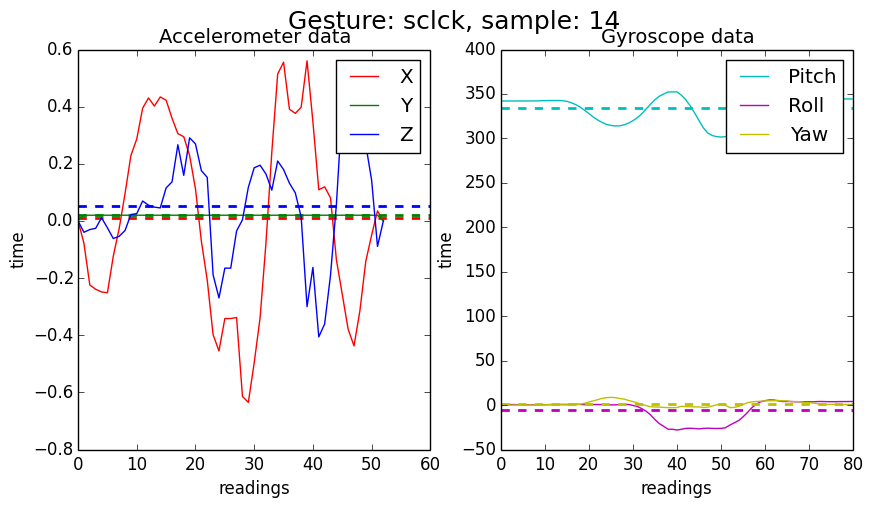 Gesture: sclck, sample: 14
Accelerometer data
0.6
0.4
0.2
0.0
−0.2
−0.4
−0.6
−0.8
0 10 20 30 40 50 60
time
readings
X
Y
Z
Gyroscope data
400
350
300
250
200
150
100
50
0
−50
0 10 20 30 40 50 60 70 80
time
readings
Pitch
Roll
Yaw